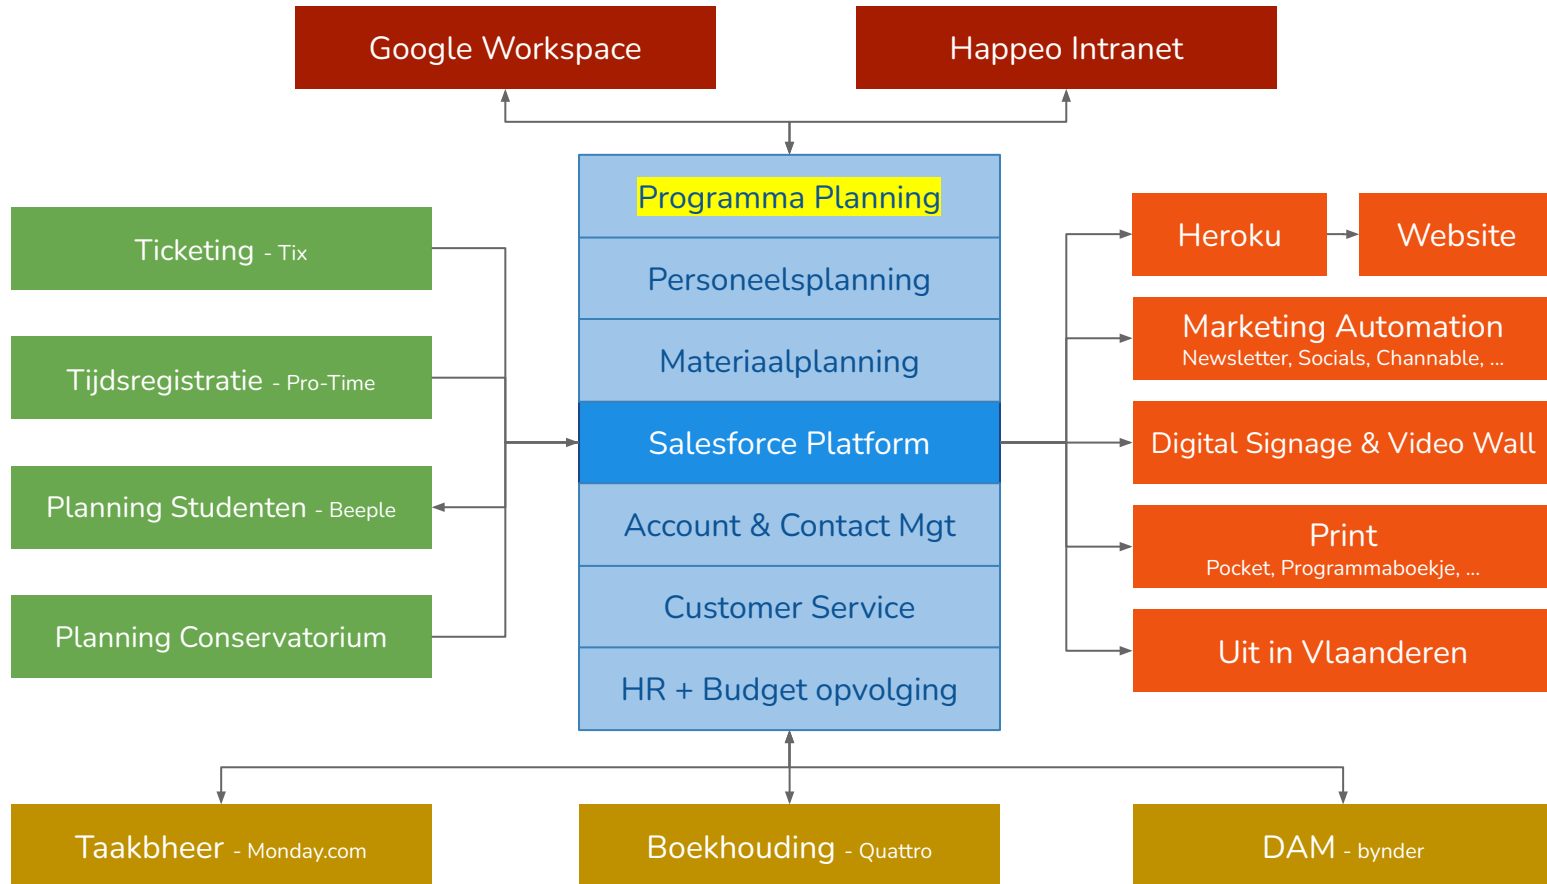 Google Workspace
Happeo Intranet
Programma Planning
Personeelsplanning
Materiaalplanning
Salesforce Platform
Account & Contact Mgt
Customer Service
HR + Budget opvolging
Ticketing - Tix
Tijdsregistratie - Pro-Time
Planning Studenten - Beeple
Planning Conservatorium
Heroku
Website
Marketing Automation
Newsletter, Socials, Channable, ...
Digital Signage & Video Wall
Print
Pocket, Programmaboekje, ...
Uit in Vlaanderen
Taakbheer - Monday.com
Boekhouding - Quattro
DAM - bynder